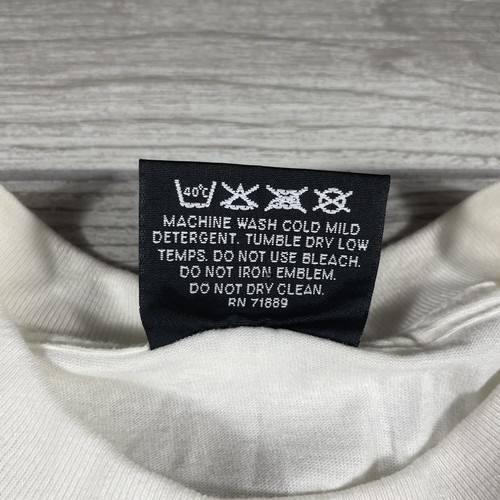 40°C
MACHINE WASH COLD MILD
DETERGENT. TUMBLE DRY LOW
TEMPS. DO NOT USE BLEACH.
DO NOT IRON EMBLEM.
DO NOT DRY CLEAN.
RN 71889